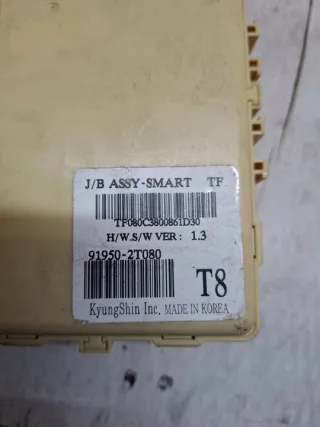 J/B ASSY-SMART TF
TF080C3800861D30
H/W.S/W VER: 1.3
91950-2T080
T8
KyungShin Inc. MADE IN KOREA